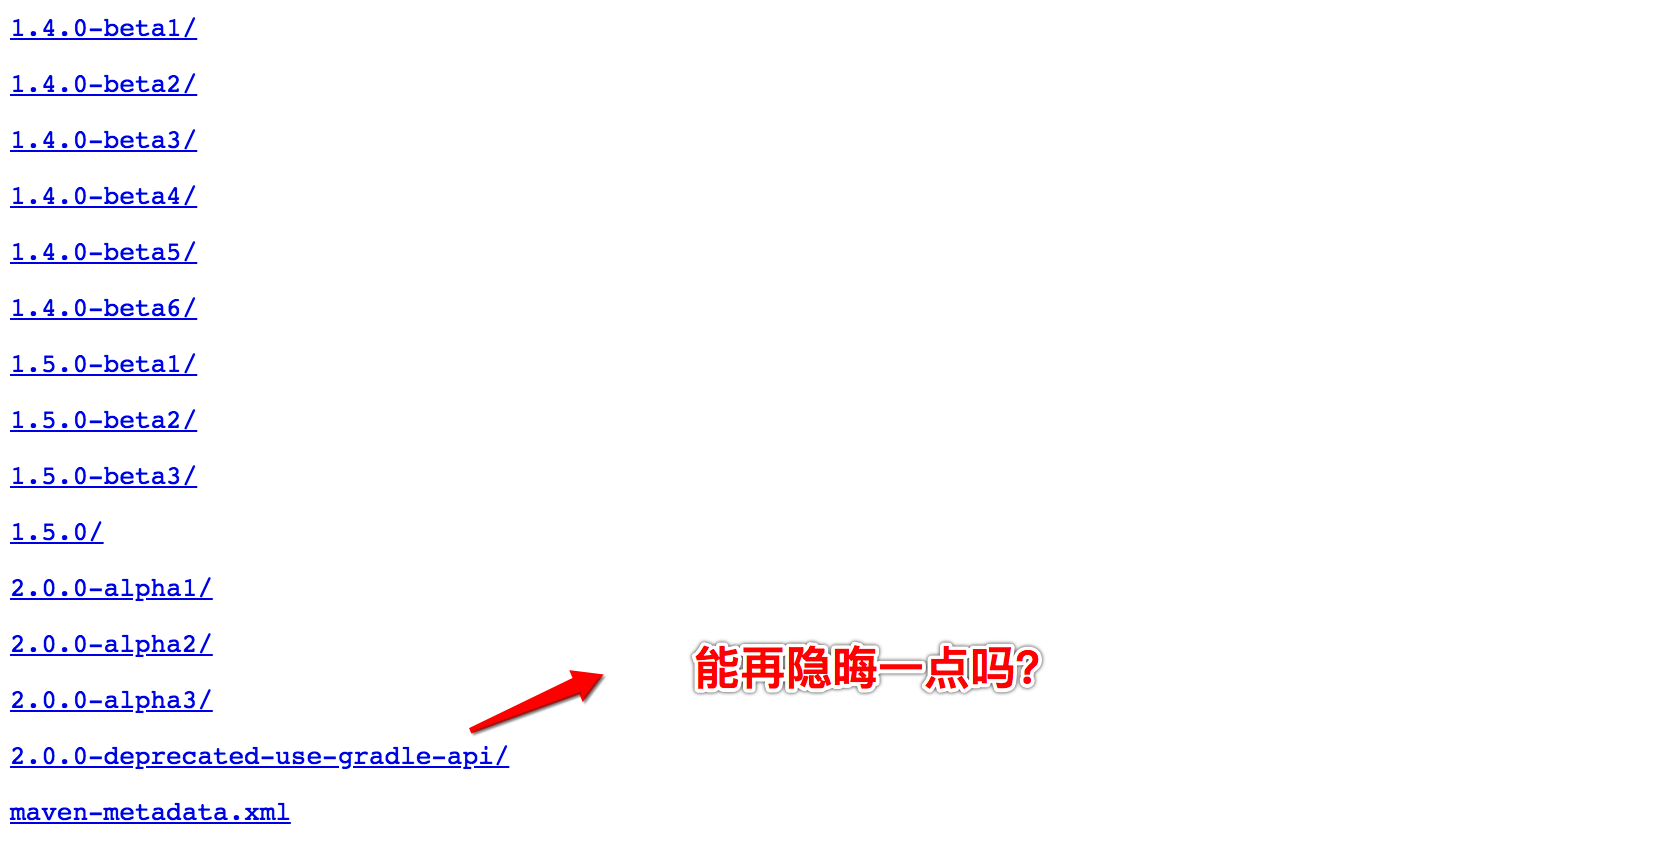 1.4.0-beta1/
1.4.0-beta2/
1.4.0-beta3/
1.4.0-beta4/
1.4.0-beta5/
1.4.0-beta6/
1.5.0-beta1/
1.5.0-beta2/
1.5.0-beta3/
1.5.0/
2.0.0-alpha1/
2.0.0-alpha2/
能再隐晦一点吗?
2.0.0-alpha3/
2.0.0-deprecated-use-gradle-api/
maven-metadata.xml